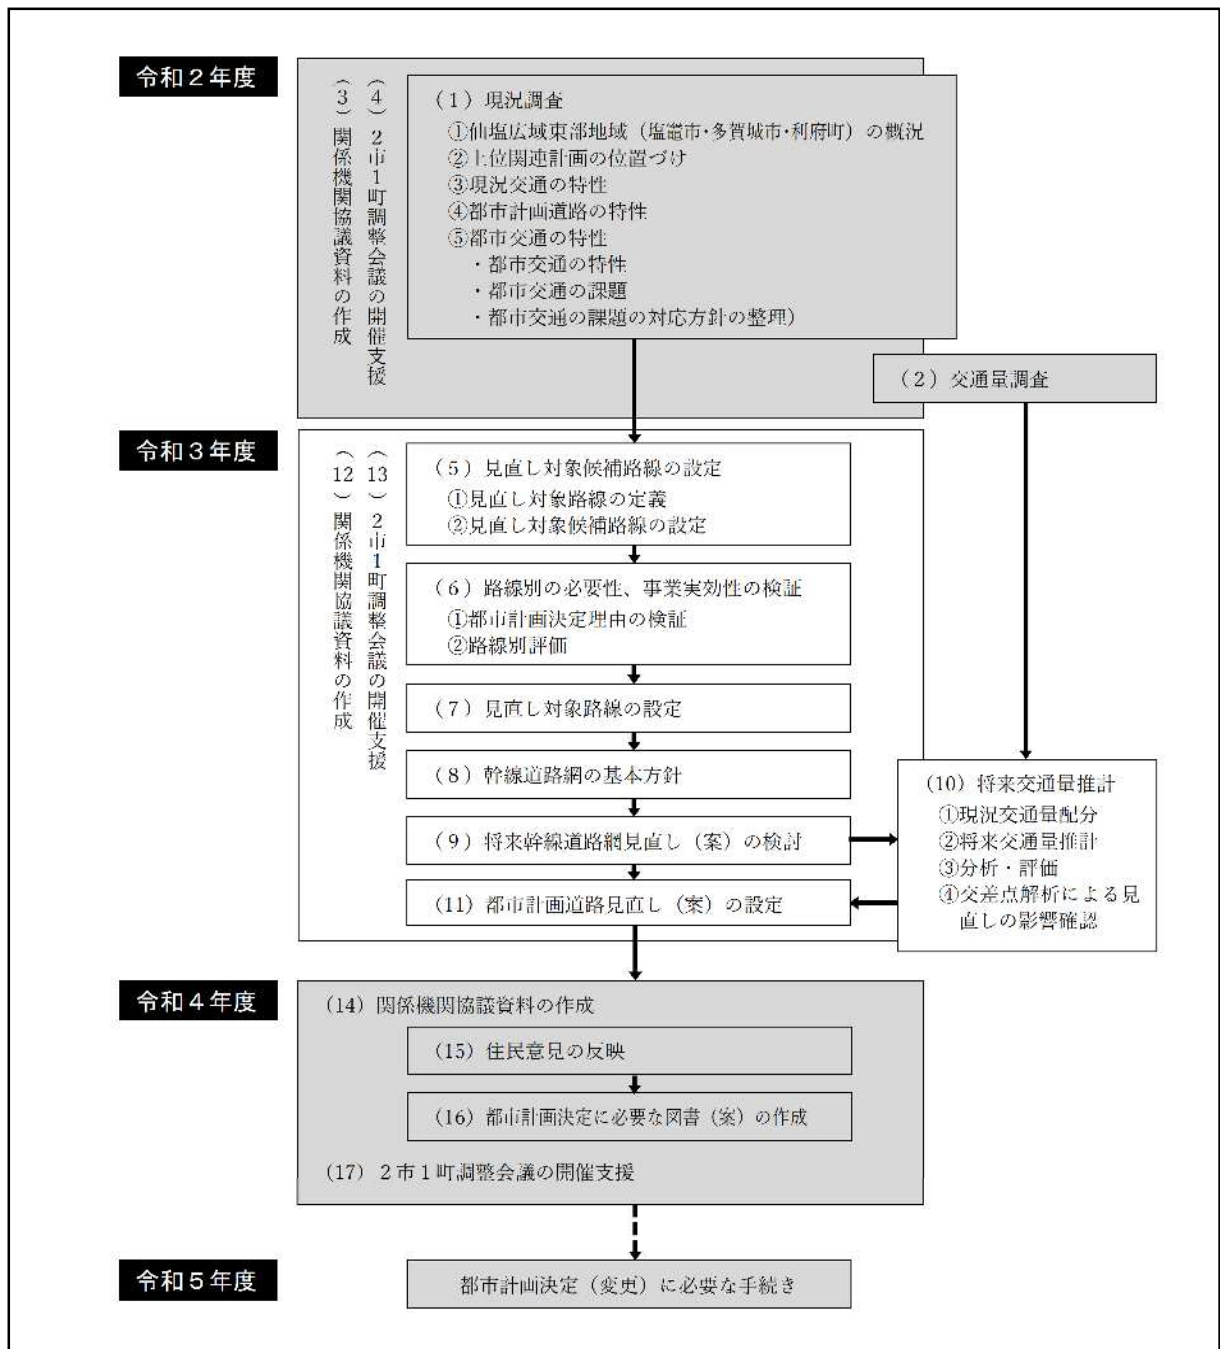 令和２年度
（３）関係機関協議資料の作成
（４）２市１町調整会議の開催支援
（１）現況調査
①仙塩広域東部地域（塩竈市・多賀城市・利府町）の概況
②上位関連計画の位置づけ
③現況交通の特性
④都市計画道路の特性
⑤都市交通の特性
・都市交通の特性
・都市交通の課題
・都市交通の課題の対応方針の整理）
（２）交通量調査
令和３年度
（12）関係機関協議資料の作成
（13）２市１町調整会議の開催支援
（５）見直し対象候補路線の設定
①見直し対象路線の定義
②見直し対象候補路線の設定
（６）路線別の必要性、事業実効性の検証
①都市計画決定理由の検証
②路線別評価
（７）見直し対象路線の設定
（８）幹線道路網の基本方針
（９）将来幹線道路網見直し（案）の検討
（10）将来交通量推計
①現況交通量配分
②将来交通量推計
③分析・評価
④交差点解析による見
直しの影響確認
（11）都市計画道路見直し（案）の設定
令和４年度
（14）関係機関協議資料の作成
（15）住民意見の反映
（16）都市計画決定に必要な図書（案）の作成
（17）２市１町調整会議の開催支援
令和５年度
都市計画決定（変更）に必要な手続き